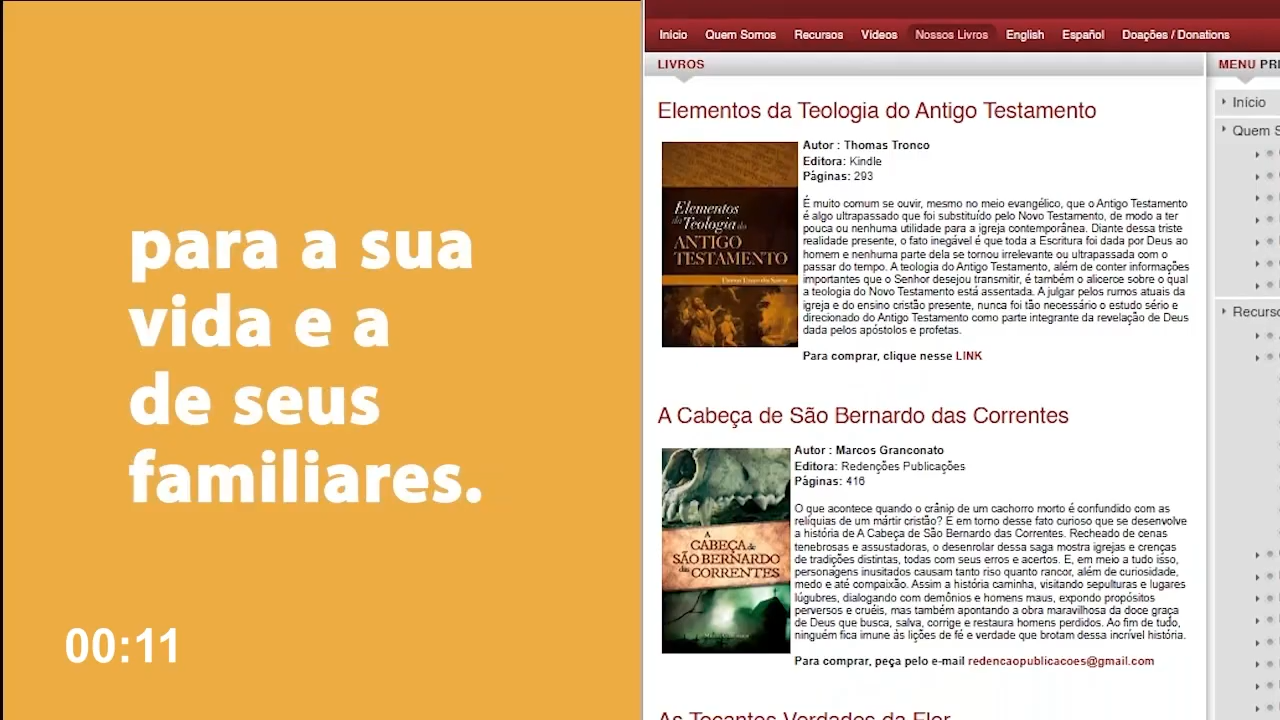 para a sua
vida e a
de seus
familiares.
00:11
Início Quem Somos Recursos Vídeos Nossos Livros English Español Doações / Donations
LIVROS
Elementos da Teologia do Antigo Testamento
Elementos
da Teologia do
ANTIGO
TESTAMENTO
Autor : Thomas Tronco
Editora: Kindle
Páginas: 293
É muito comum se ouvir, mesmo no meio evangélico, que o Antigo Testamento
é algo ultrapassado que foi substituído pelo Novo Testamento, de modo a ter
pouca ou nenhuma utilidade para a igreja contemporânea. Diante dessa triste
realidade presente, o fato inegável é que toda a Escritura foi dada por Deus ao
homem e nenhuma parte dela se tornou irrelevante ou ultrapassada com o
passar do tempo. A teologia do Antigo Testamento, além de conter informações
importantes que o Senhor desejou transmitir, é também o alicerce sobre o qual
a teologia do Novo Testamento está assentada. A julgar pelos rumos atuais da
igreja e do ensino cristão presente, nunca foi tão necessário o estudo sério e
direcionado do Antigo Testamento como parte integrante da revelação de Deus
dada pelos apóstolos e profetas.
Para comprar, clique nesse LINK
A Cabeça de São Bernardo das Correntes
A
CABEÇA de
SÃO BERNARDO
das CORRENTES
Autor : Marcos Granconato
Editora: Redenções Publicações
Páginas: 416
O que acontece quando o crânio de um cachorro morto é confundido com as
relíquias de um mártir cristão? É em torno desse fato curioso que se desenvolve
a história de A Cabeça de São Bernardo das Correntes. Recheado de cenas
tenebrosas e assustadoras, o desenrolar dessa saga mostra igrejas e crenças
de tradições distintas, todas com seus erros e acertos. E, em meio a tudo isso,
personagens inusitados causam tanto riso quanto rancor, além de curiosidade,
medo e até compaixão. Assim a história caminha, visitando sepulturas e lugares
lúgubres, dialogando com demônios e homens maus, expondo propósitos
perversos e cruéis, mas também apontando a obra maravilhosa da doce graça
de Deus que busca, salva, corrige e restaura homens perdidos. Ao fim de tudo,
ninguém fica imune às lições de fé e verdade que brotam dessa incrível história.
Para comprar, peça pelo e-mail redencaopublicacoes@gmail.com
MENU PRI
Início
Quem S
Recurso